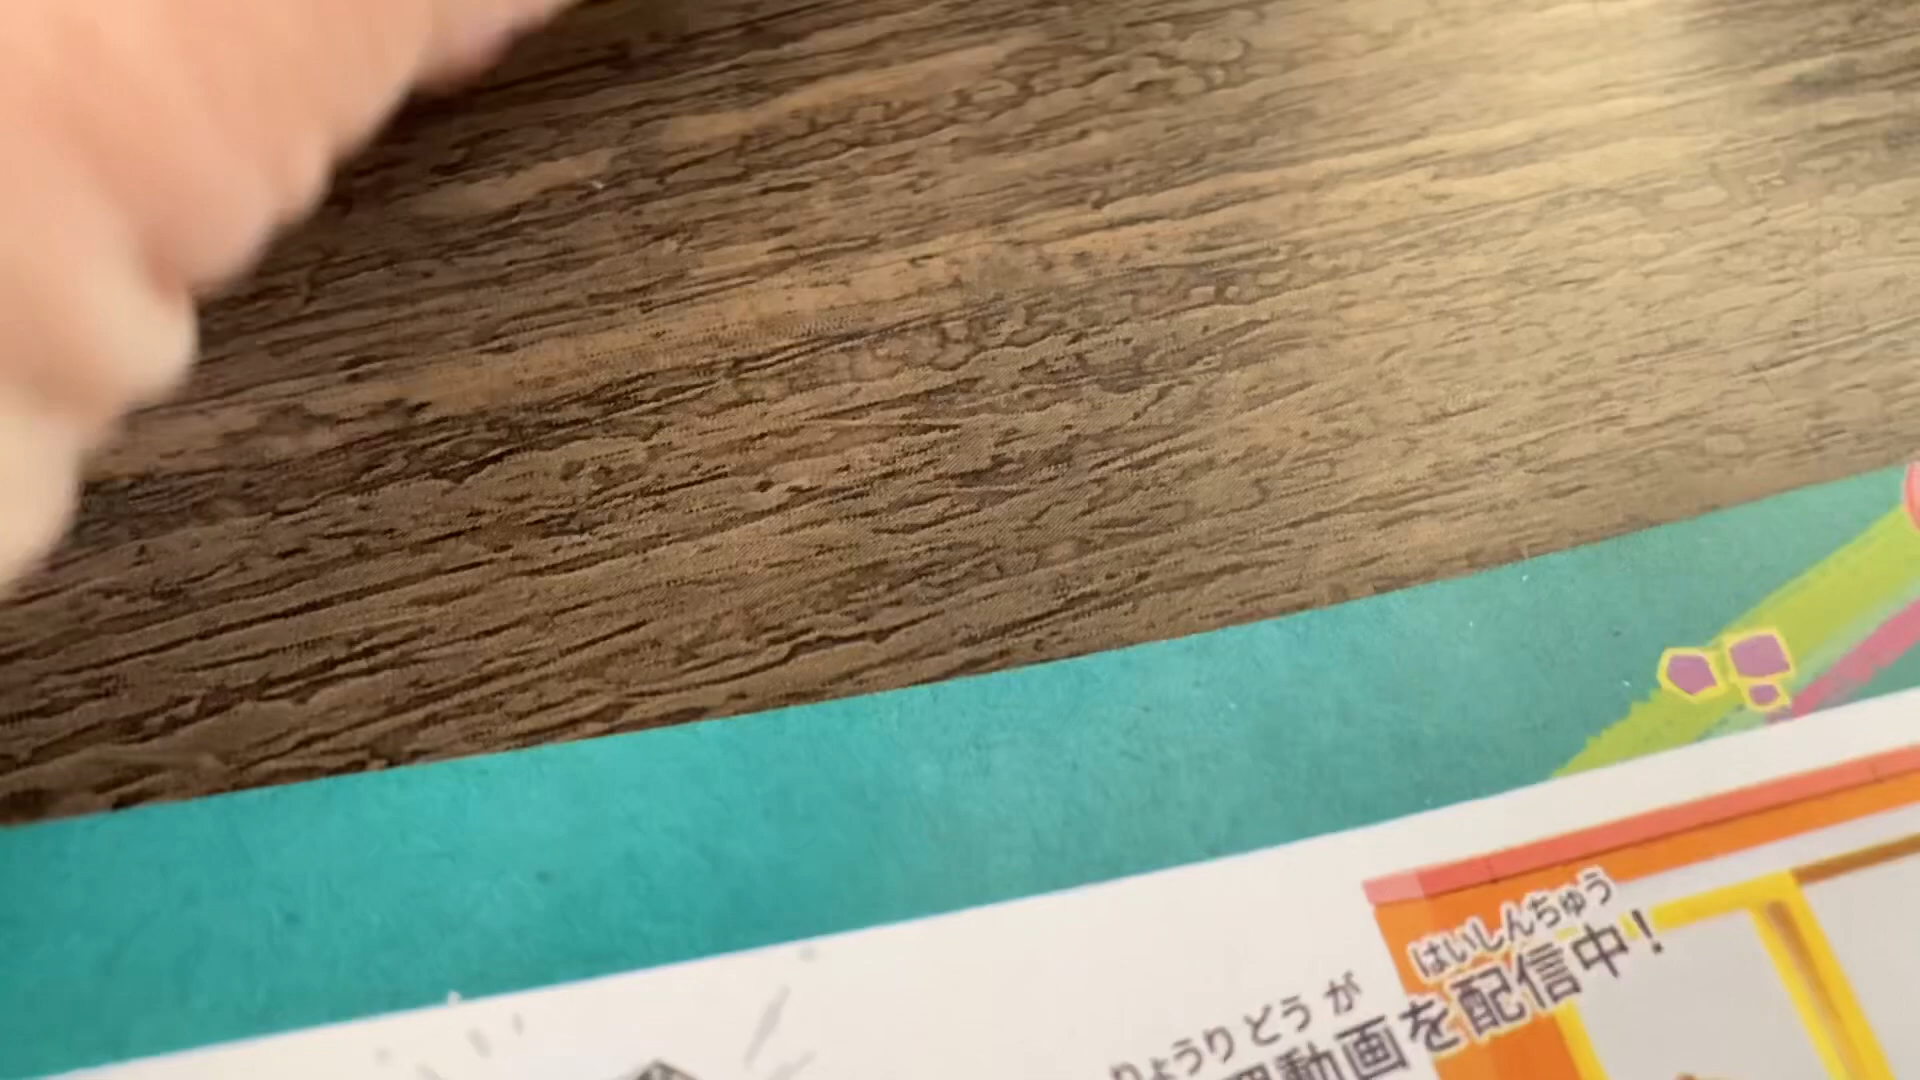 はいしんちゅう
りょうりどうが
理動画を配信中！